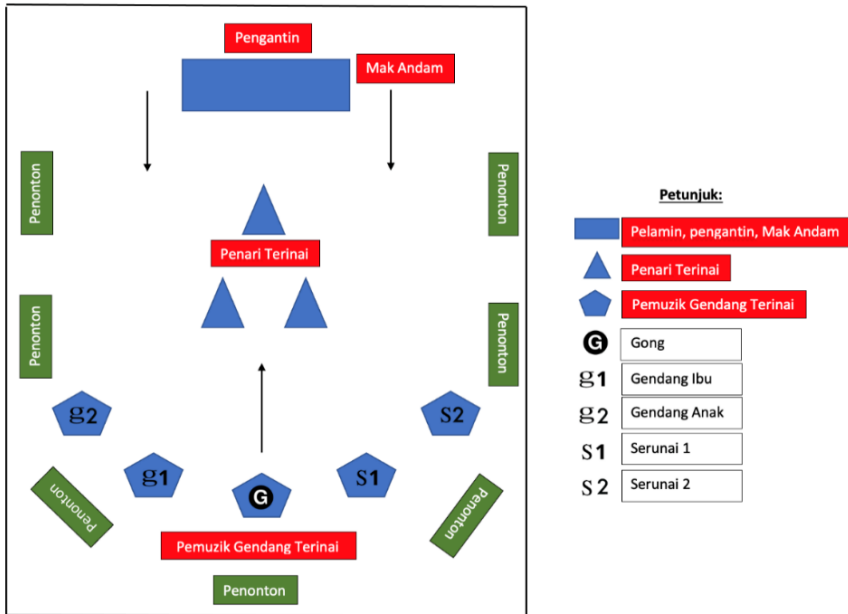 Pengantin
Mak Andam
Penonton
Penonton
Penari Terinai
Penonton
Penonton
g2
s2
g1
s1
G
Penonton
Penonton
Pemuzik Gendang Terinai
Penonton
Petunjuk:
Pelamin, pengantin, Mak Andam
Penari Terinai
Pemuzik Gendang Terinai
G Gong
g1 Gendang Ibu
g2 Gendang Anak
s1 Serunai 1
s2 Serunai 2